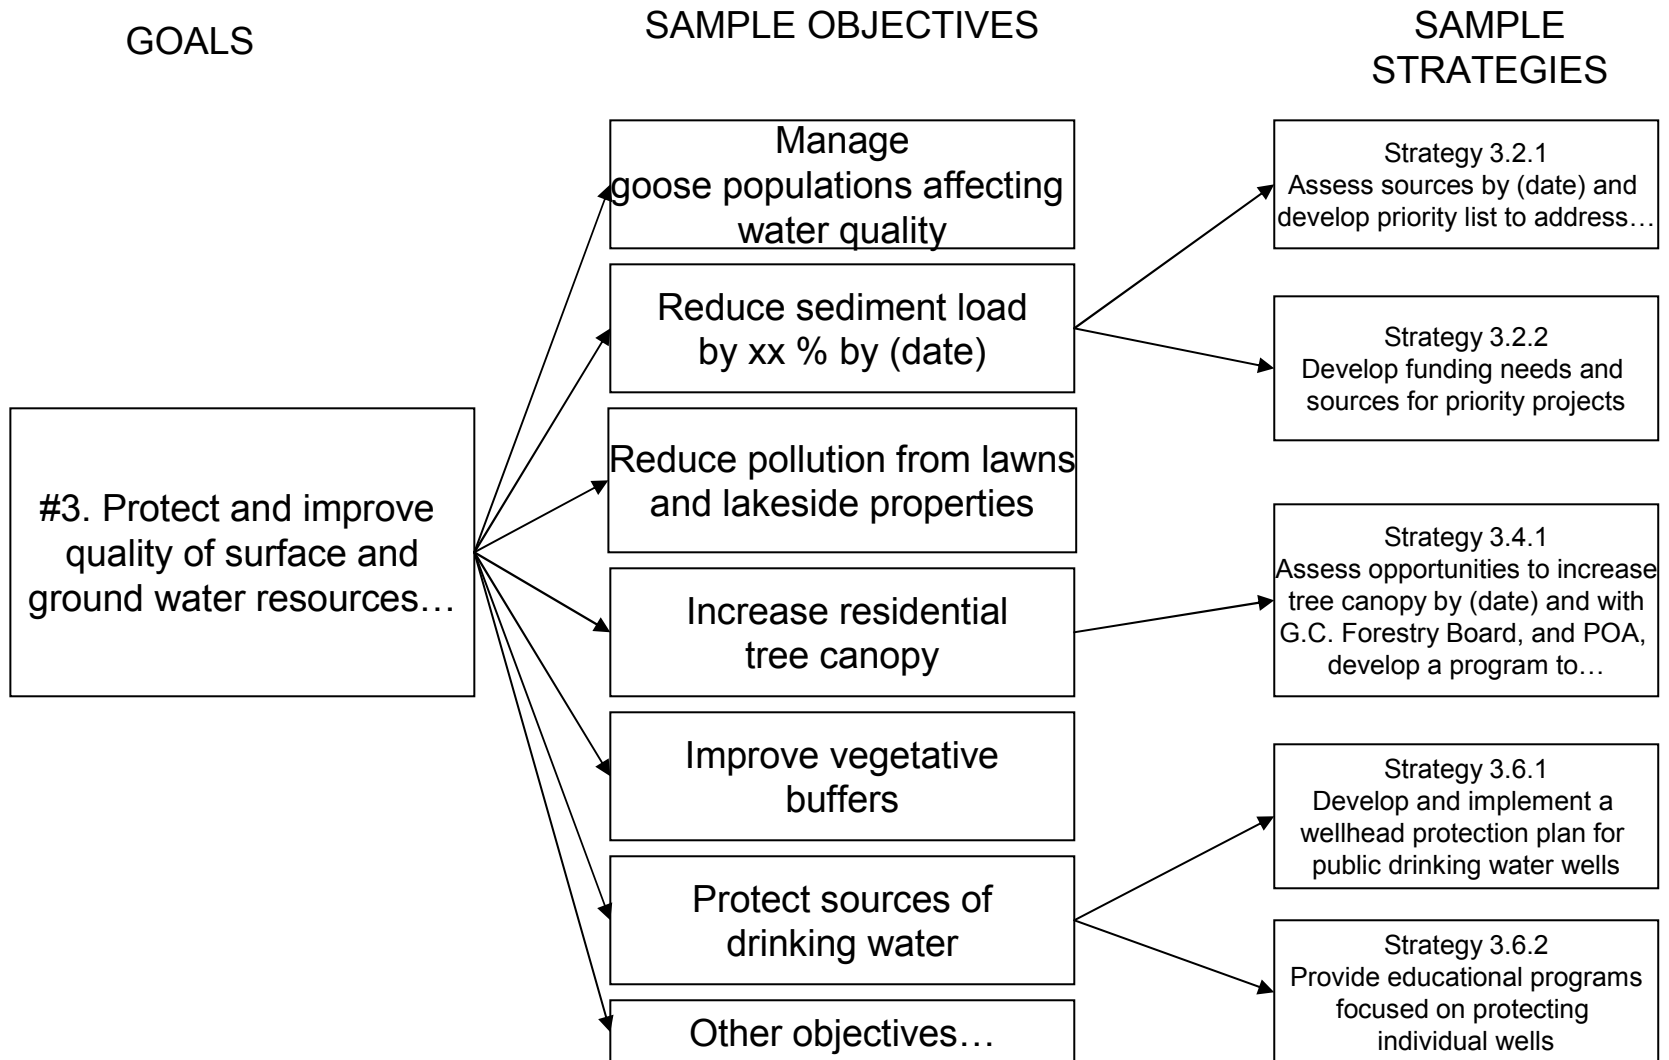 GOALS
SAMPLE OBJECTIVES
SAMPLE
STRATEGIES
#3. Protect and improve
quality of surface and
ground water resources…
Manage
goose populations affecting
water quality
Reduce sediment load
by xx % by (date)
Reduce pollution from lawns
and lakeside properties
Increase residential
tree canopy
Improve vegetative
buffers
Protect sources of
drinking water
Other objectives…
Strategy 3.2.1
Assess sources by (date) and
develop priority list to address…
Strategy 3.2.2
Develop funding needs and
sources for priority projects
Strategy 3.4.1
Assess opportunities to increase
tree canopy by (date) and with
G.C. Forestry Board, and POA,
develop a program to…
Strategy 3.6.1
Develop and implement a
wellhead protection plan for
public drinking water wells
Strategy 3.6.2
Provide educational programs
focused on protecting
individual wells